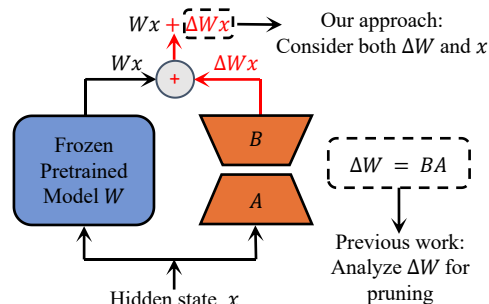 Wx + ΔWx
Our approach:
Consider both ΔW and x
Wx
+
ΔWx
Frozen
Pretrained
Model W
B
A
ΔW = BA
Previous work:
Analyze ΔW for
pruning
Hidden state, x